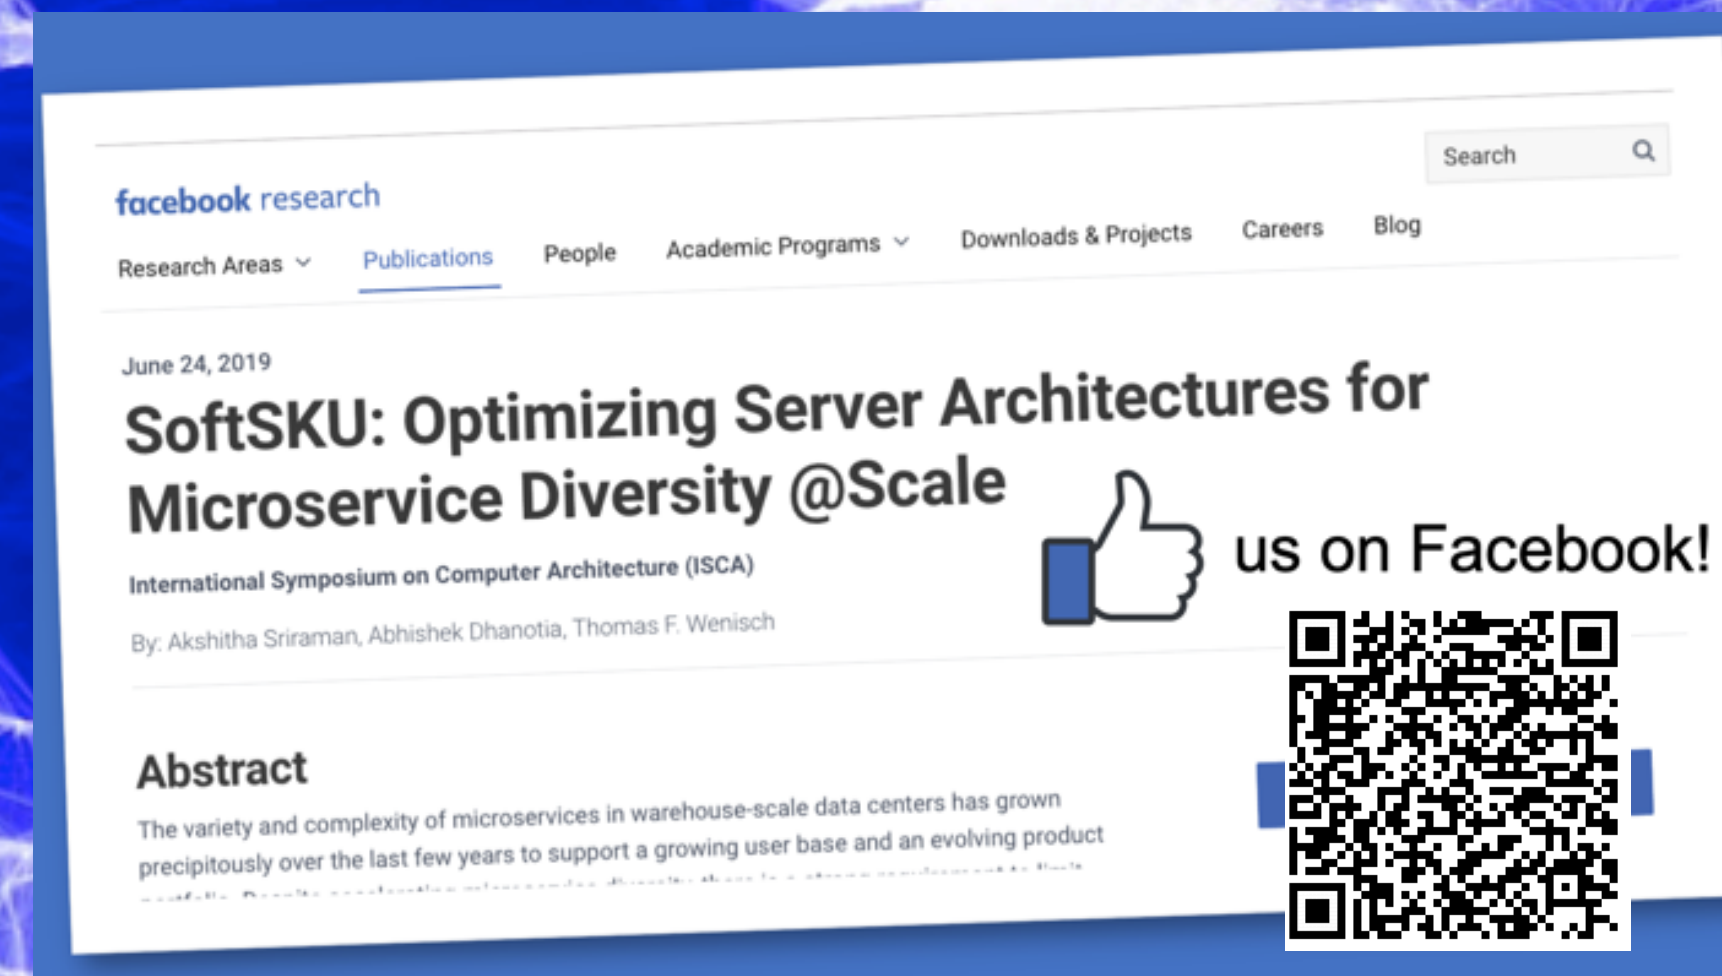 Search
facebook research
Research Areas Publications People Academic Programs Downloads & Projects Careers Blog
June 24, 2019
SoftSKU: Optimizing Server Architectures for
Microservice Diversity @Scale
us on Facebook!
International Symposium on Computer Architecture (ISCA)
By: Akshitha Sriraman, Abhishek Dhanotia, Thomas F. Wenisch
Abstract
The variety and complexity of microservices in warehouse-scale data centers has grown
precipitously over the last few years to support a growing user base and an evolving product